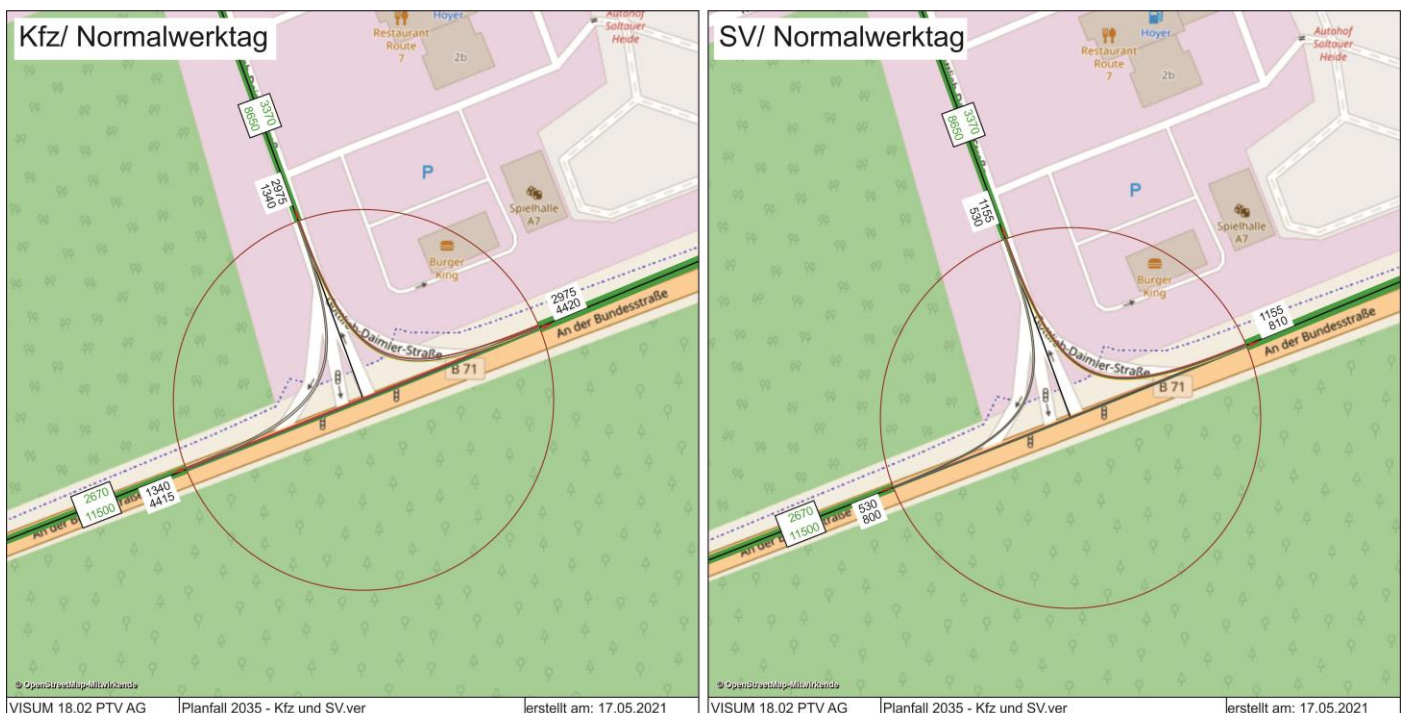 Kfz/ Normalwerktag
Hoyer
Restaurant
Route
7
2b
Autohof
Soltauer
Heide
3370
8650
2975
1340
P
Spielhalle
A7
Burger
King
2975
4420
An der Bundesstraße
Gottlieb-Daimler-Straße
B 71
2670
11500
1340
4415
An der Bundesstraße
© OpenStreetMap-Mitwirkende
VISUM 18.02 PTV AG
Planfall 2035 - Kfz und SV.ver
erstellt am: 17.05.2021
SV/ Normalwerktag
Hoyer
Restaurant
Route
7
2b
Autohof
Soltauer
Heide
3370
8650
1155
530
P
Spielhalle
A7
Burger
King
1155
810
An der Bundesstraße
Gottlieb-Daimler-Straße
B 71
2670
11500
530
800
An der Bundesstraße
© OpenStreetMap-Mitwirkende
VISUM 18.02 PTV AG
Planfall 2035 - Kfz und SV.ver
erstellt am: 17.05.2021